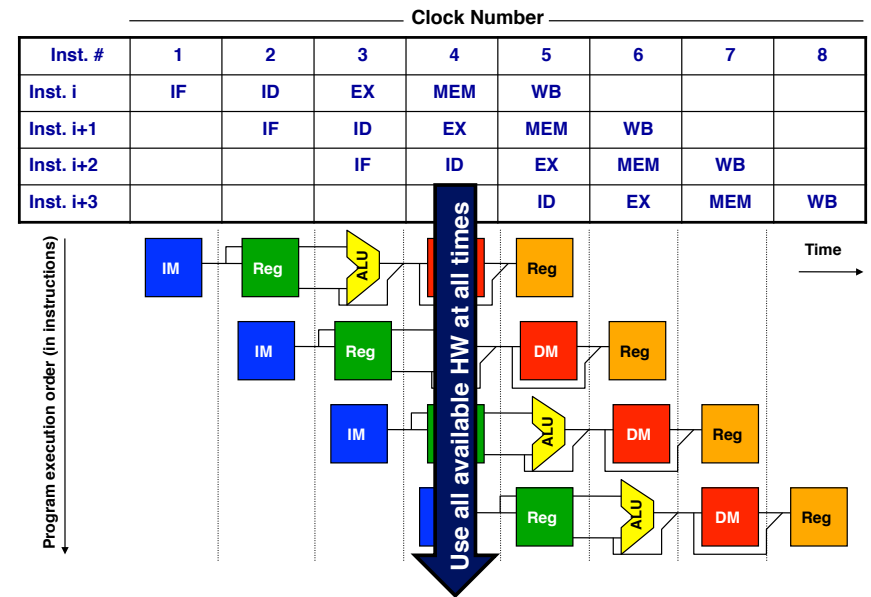 Clock Number
Inst. # 1 2 3 4 5 6 7 8
Inst. i IF ID EX MEM WB
Inst. i+1 IF ID EX MEM WB
Inst. i+2 IF ID EX MEM WB
Inst. i+3 ID EX MEM WB
Program execution order (in instructions)
Time
IM Reg ALU Reg
IM Reg DM Reg
IM ALU DM Reg
Reg ALU DM Reg
Use all available HW at all times